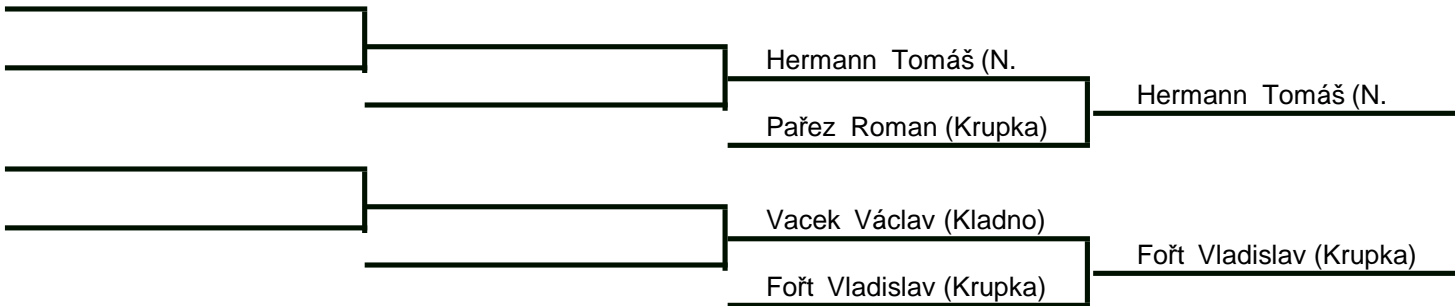 Hermann Tomáš (N.
Hermann Tomáš (N.
Pařez Roman (Krupka)
Vacek Václav (Kladno)
Fořt Vladislav (Krupka)
Fořt Vladislav (Krupka)